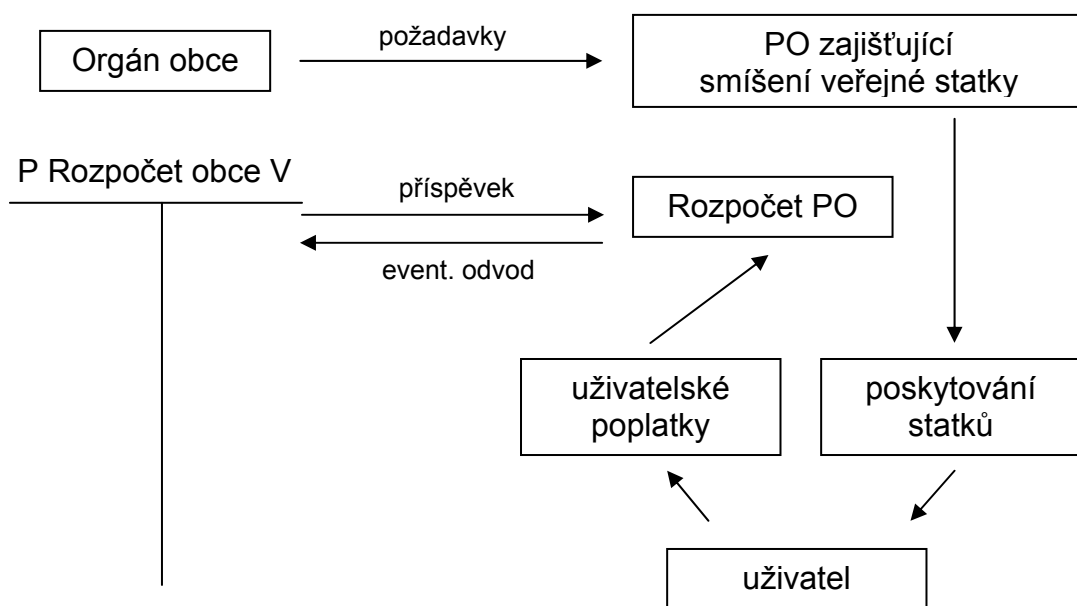 Orgán obce
požadavky
PO zajišťující
smíšení veřejné statky
P Rozpočet obce V
příspěvek
Rozpočet PO
event. odvod
uživatelské
poplatky
poskytování
statků
uživatel